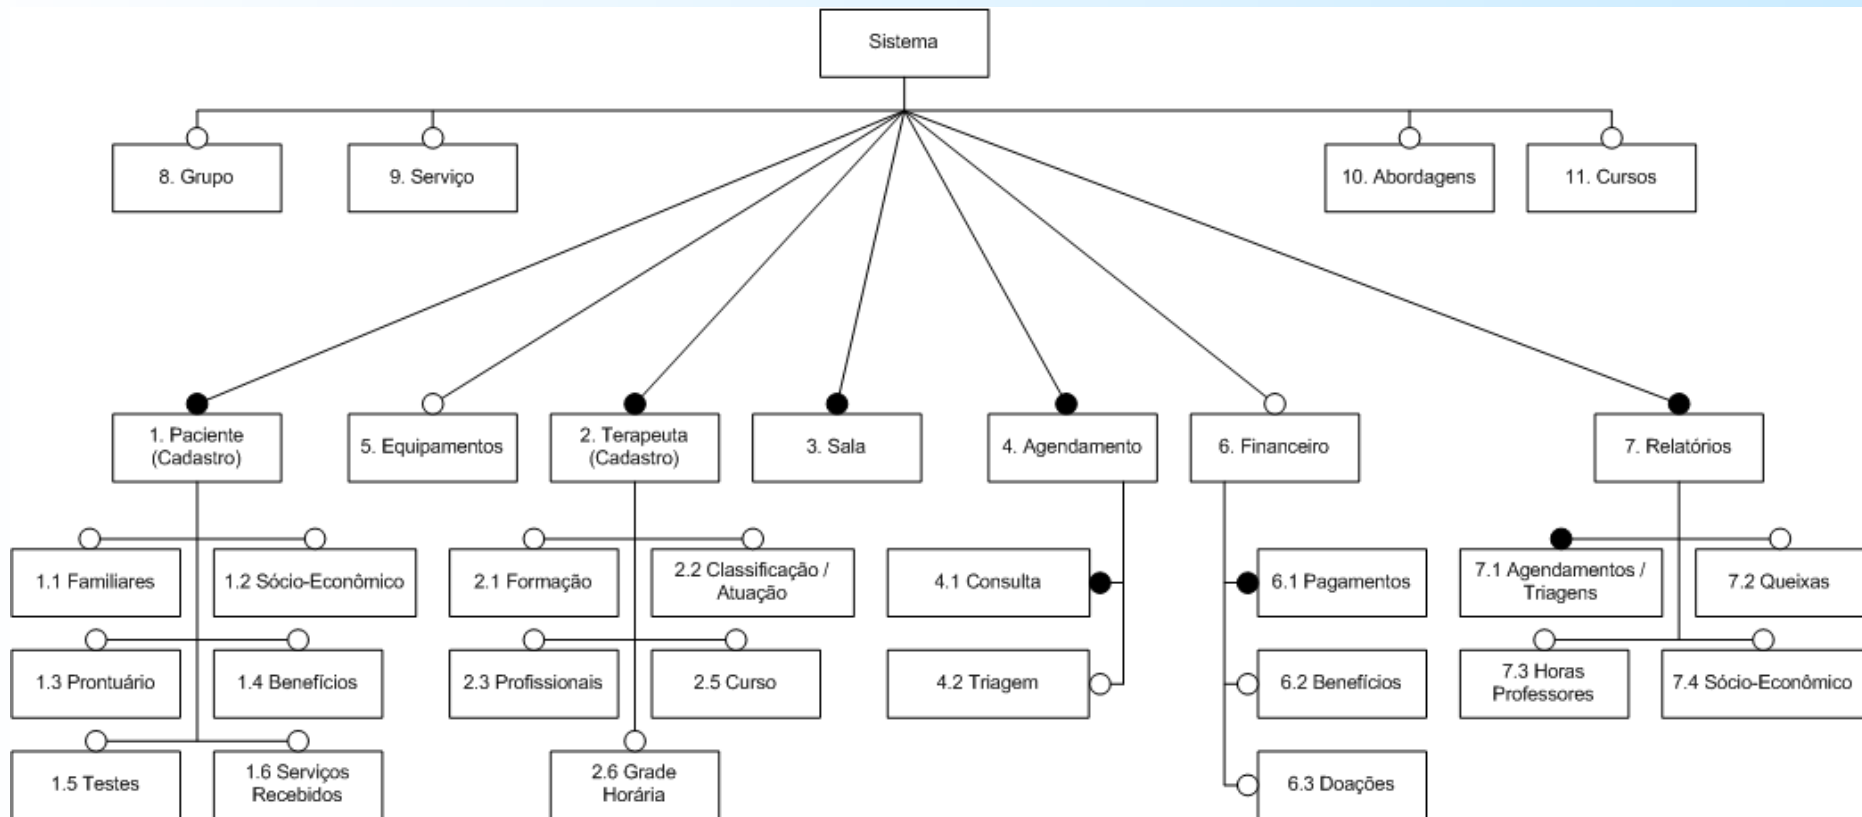 Sistema
8. Grupo
9. Serviço
10. Abordagens
11. Cursos
1. Paciente
(Cadastro)
5. Equipamentos
2. Terapeuta
(Cadastro)
3. Sala
4. Agendamento
6. Financeiro
7. Relatórios
1.1 Familiares
1.2 Sócio-Econômico
2.1 Formação
2.2 Classificação /
Atuação
4.1 Consulta
6.1 Pagamentos
7.1 Agendamentos /
Triagens
7.2 Queixas
1.3 Prontuário
1.4 Benefícios
2.3 Profissionais
2.5 Curso
4.2 Triagem
6.2 Benefícios
7.3 Horas
Professores
7.4 Sócio-Econômico
1.5 Testes
1.6 Serviços
Recebidos
2.6 Grade
Horária
6.3 Doações